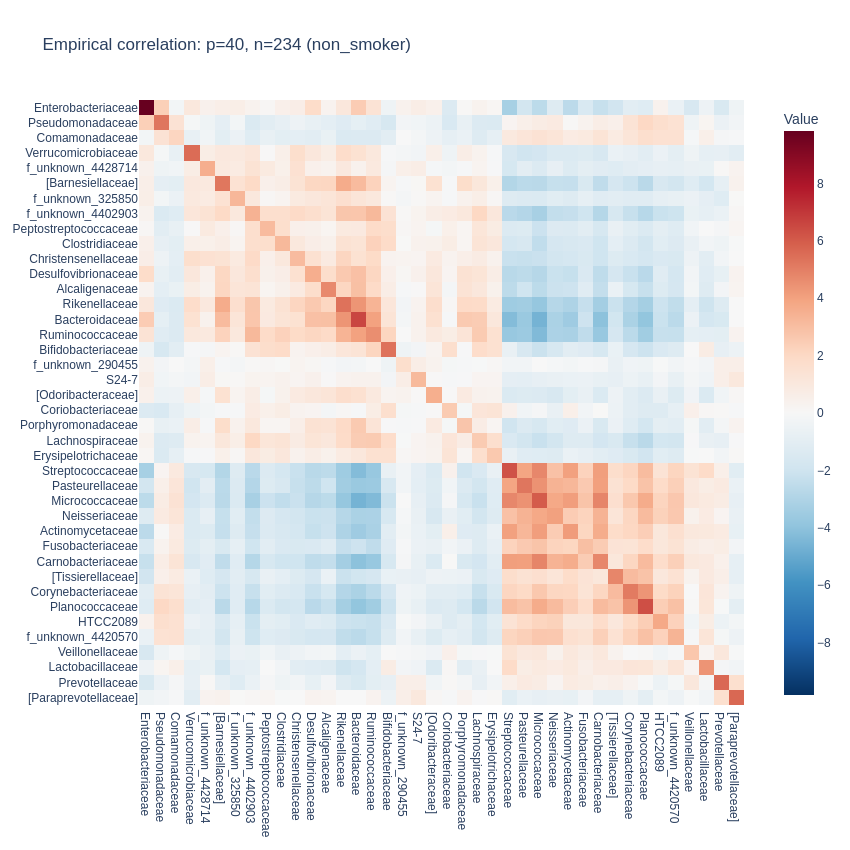 Empirical correlation: p=40, n=234 (non_smoker)
Value
Enterobacteriaceae
Pseudomonadaceae
Comamonadaceae
Verrucomicrobiaceae
f_unknown_4428714
[Barnesiellaceae]
f_unknown_325850
f_unknown_4402903
Peptostreptococcaceae
Clostridiaceae
Christensenellaceae
Desulfovibrionaceae
Alcaligenaceae
Rikenellaceae
Bacteroidaceae
Ruminococcaceae
Bifidobacteriaceae
f_unknown_290455
S24-7
[Odoribacteraceae]
Coriobacteriaceae
Porphyromonadaceae
Lachnospiraceae
Erysipelotrichaceae
Streptococcaceae
Pasteurellaceae
Micrococcaceae
Neisseriaceae
Actinomycetaceae
Fusobacteriaceae
Carnobacteriaceae
[Tissierellaceae]
Corynebacteriaceae
Planococcaceae
HTCC2089
f_unknown_4420570
Veillonellaceae
Lactobacillaceae
Prevotellaceae
[Paraprevotellaceae]
8
6
4
2
0
−2
−4
−6
−8
Enterobacteriaceae
Pseudomonadaceae
Comamonadaceae
Verrucomicrobiaceae
f_unknown_4428714
[Barnesiellaceae]
f_unknown_325850
f_unknown_4402903
Peptostreptococcaceae
Clostridiaceae
Christensenellaceae
Desulfovibrionaceae
Alcaligenaceae
Rikenellaceae
Bacteroidaceae
Ruminococcaceae
Bifidobacteriaceae
f_unknown_290455
S24-7
[Odoribacteraceae]
Coriobacteriaceae
Porphyromonadaceae
Lachnospiraceae
Erysipelotrichaceae
Streptococcaceae
Pasteurellaceae
Micrococcaceae
Neisseriaceae
Actinomycetaceae
Fusobacteriaceae
Carnobacteriaceae
[Tissierellaceae]
Corynebacteriaceae
Planococcaceae
HTCC2089
f_unknown_4420570
Veillonellaceae
Lactobacillaceae
Prevotellaceae
[Paraprevotellaceae]